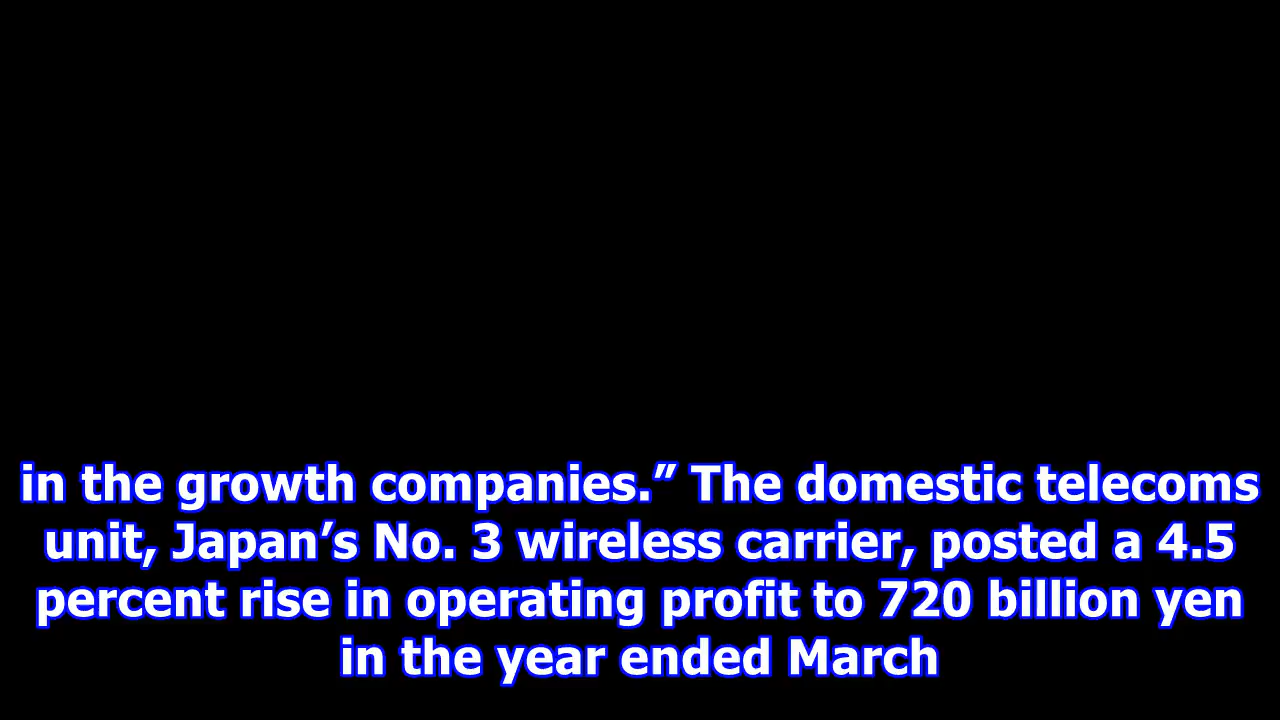 in the growth companies.” The domestic telecoms
unit, Japan’s No. 3 wireless carrier, posted a 4.5
percent rise in operating profit to 720 billion yen
in the year ended March